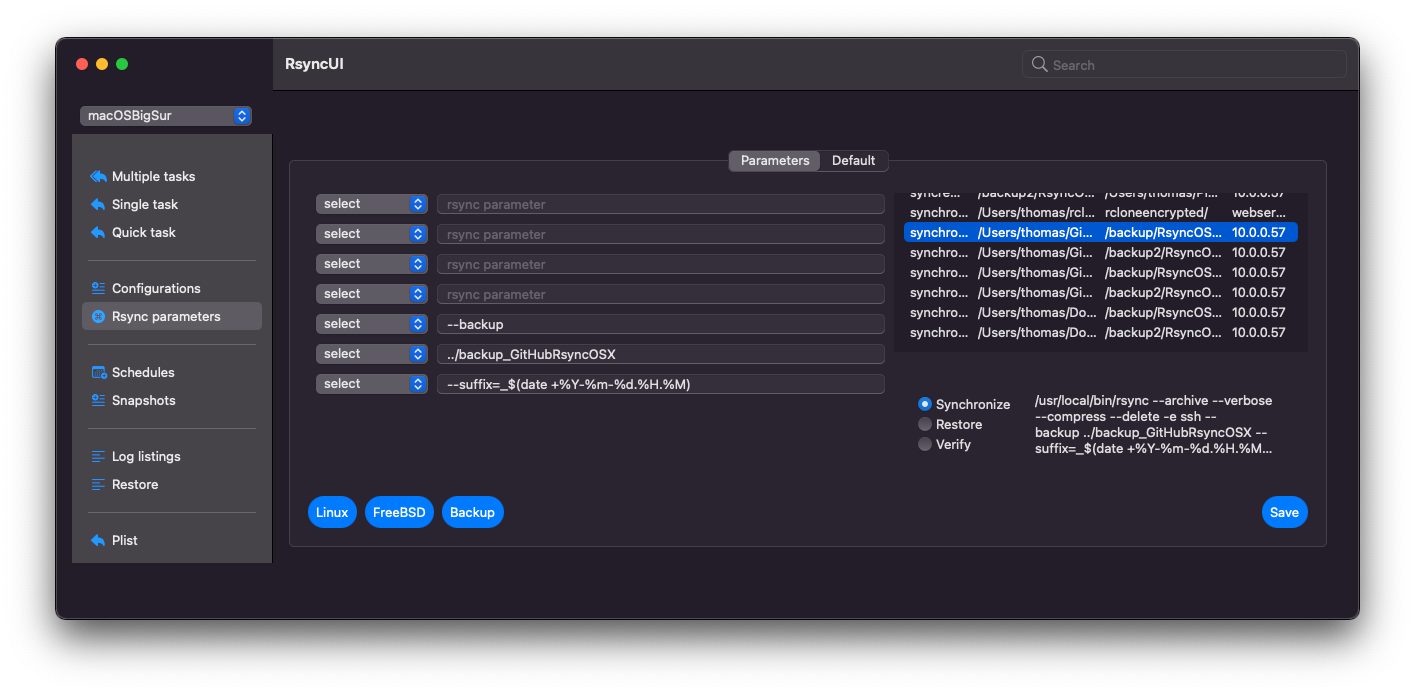 RsyncUI
Search
macOSBigSur
Multiple tasks
Single task
Quick task
Configurations
Rsync parameters
Schedules
Snapshots
Log listings
Restore
Plist
Parameters Default
select rsync parameter
select rsync parameter
select rsync parameter
select rsync parameter
select --backup
select ../backup_GitHubRsyncOSX
select --suffix=_$(date +%Y-%m-%d.%H.%M)
syncre... /backup2/RsyncO... /Users/thomas/Pi... 10.0.0.57
synchro... /Users/thomas/rcl... rcloneencrypted/ webser...
synchro... /Users/thomas/Gi... /backup/RsyncOS... 10.0.0.57
synchro... /Users/thomas/Gi... /backup2/RsyncO... 10.0.0.57
synchro... /Users/thomas/Gi... /backup/RsyncOS... 10.0.0.57
synchro... /Users/thomas/Gi... /backup2/RsyncO... 10.0.0.57
synchro... /Users/thomas/Do... /backup/RsyncOS... 10.0.0.57
synchro... /Users/thomas/Do... /backup2/RsyncO... 10.0.0.57
Synchronize
Restore
Verify
/usr/local/bin/rsync --archive --verbose
--compress --delete -e ssh --
backup ../backup_GitHubRsyncOSX --
suffix=_$(date +%Y-%m-%d.%H.%M...
Linux FreeBSD Backup
Save